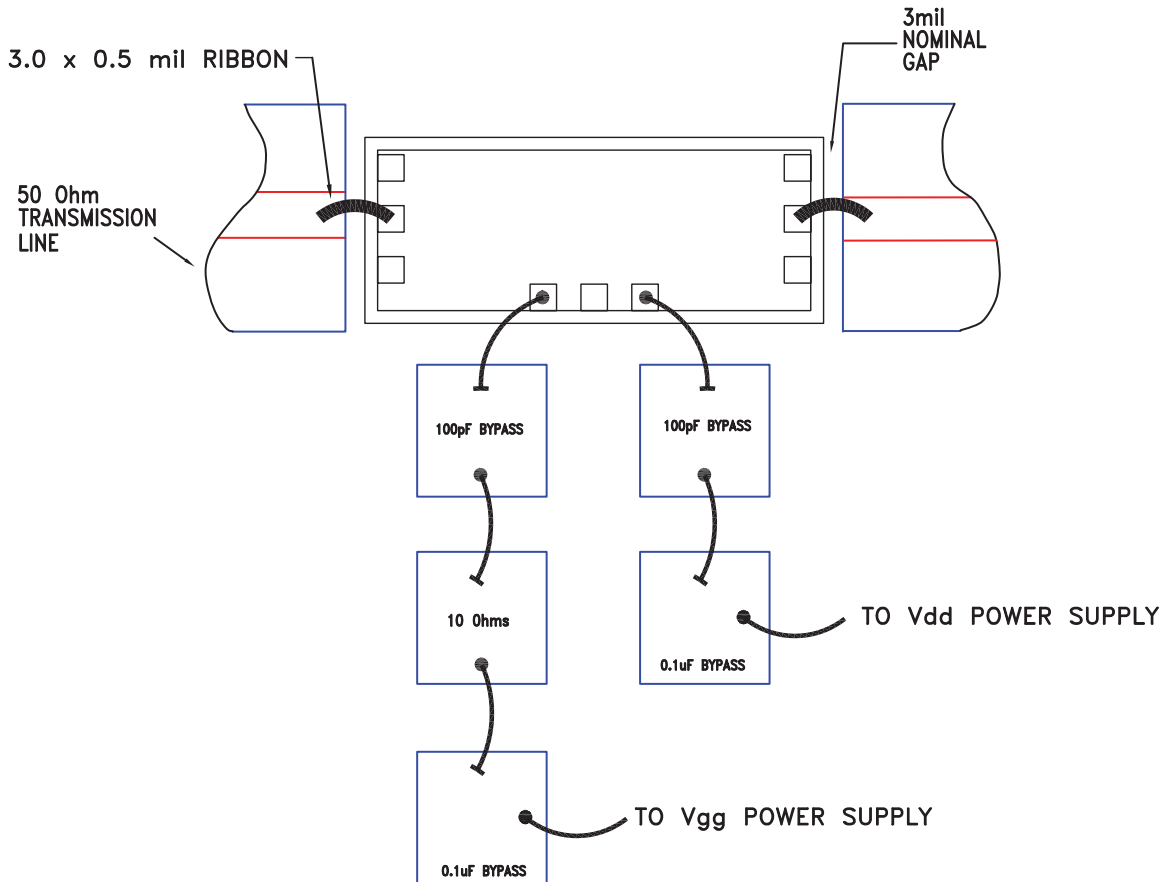 3mil
NOMINAL
GAP
3.0 x 0.5 mil RIBBON
50 Ohm
TRANSMISSION
LINE
100pF BYPASS
100pF BYPASS
10 Ohms
TO Vdd POWER SUPPLY
0.1uF BYPASS
TO Vgg POWER SUPPLY
0.1uF BYPASS